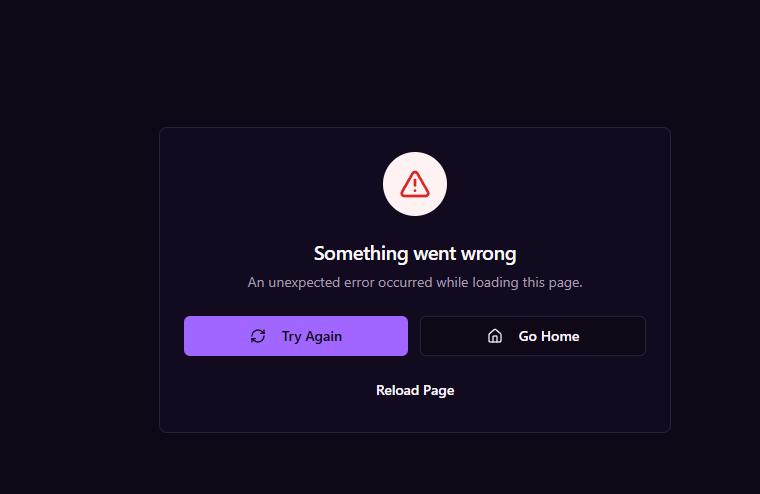 Something went wrong
An unexpected error occurred while loading this page.
Try Again
Go Home
Reload Page